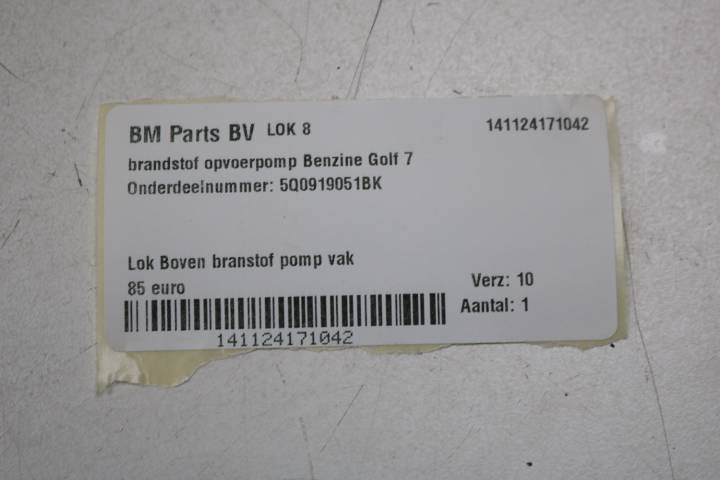 BM Parts BV LOK 8 141124171042
brandstof opvoerpomp Benzine Golf 7
Onderdeelnummer: 5Q0919051BK
Lok Boven branstof pomp vak
85 euro Verz: 10
Aantal: 1
141124171042